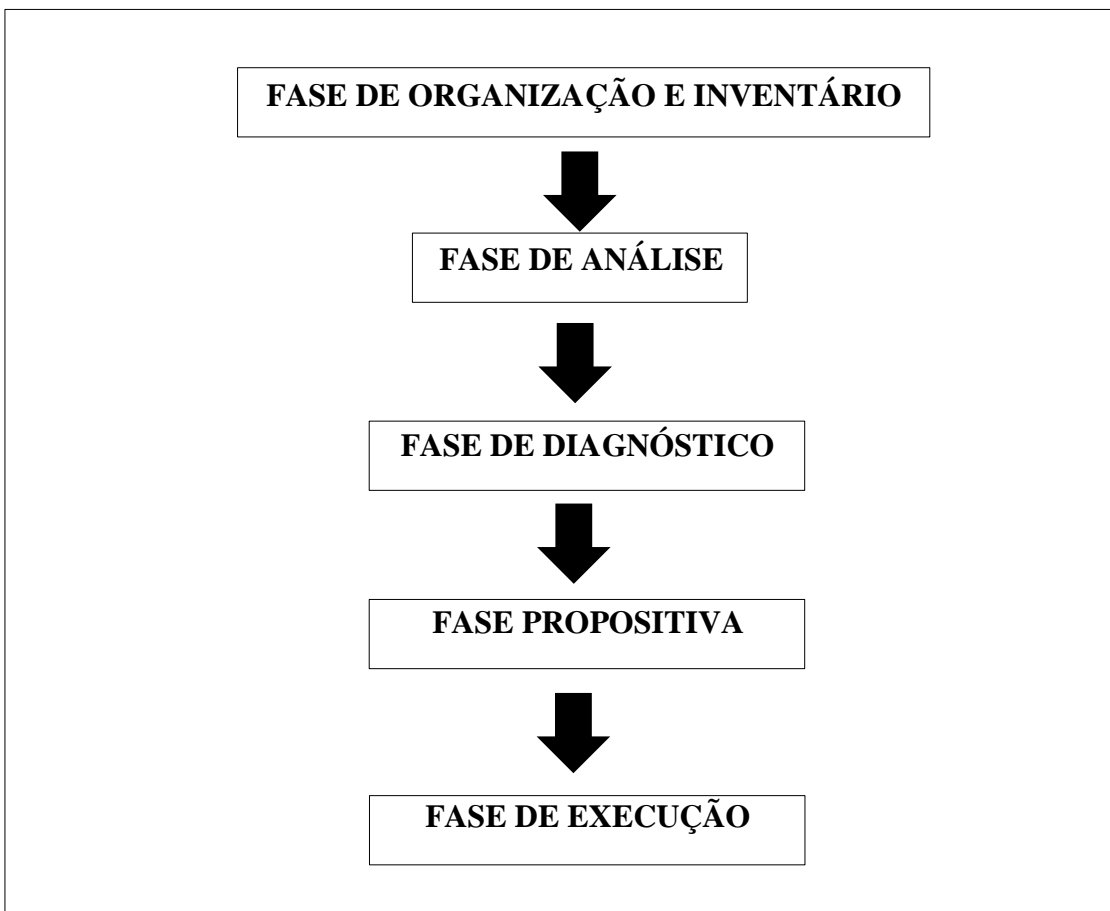 FASE DE ORGANIZAÇÃO E INVENTÁRIO
FASE DE ANÁLISE
FASE DE DIAGNÓSTICO
FASE PROPOSITIVA
FASE DE EXECUÇÃO